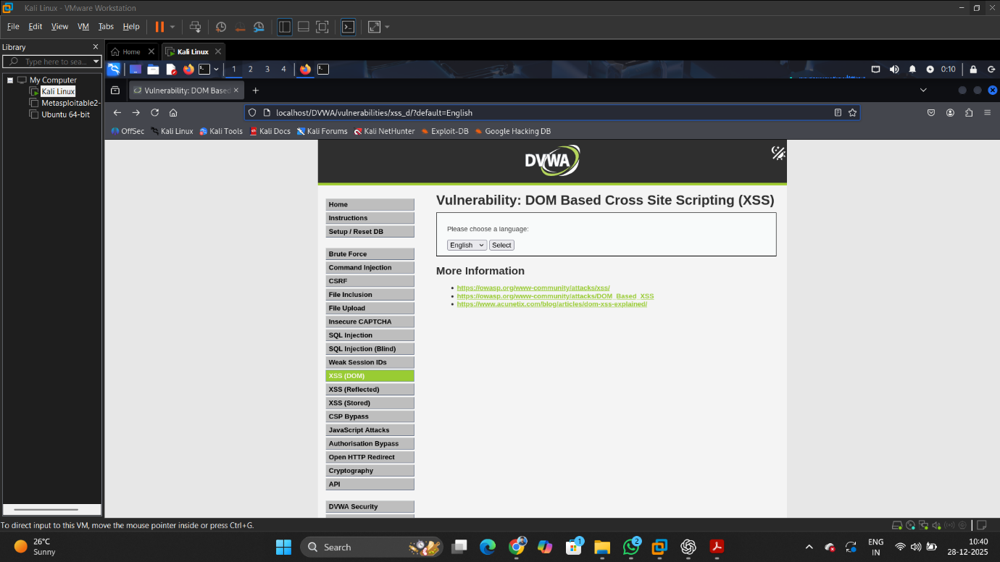 Kali Linux - VMware Workstation
File Edit View VM Tabs Help
Library
Type here to sea...
My Computer
Kali Linux
Metasploitable2-
Ubuntu 64-bit
Home
Kali Linux
1 2 3 4
0:10
Vulnerability: DOM Based
localhost/DVWA/vulnerabilities/xss_d/?default=English
OffSec Kali Linux Kali Tools Kali Docs Kali Forums Kali NetHunter Exploit-DB Google Hacking DB
DVWA
Home
Instructions
Setup / Reset DB
Brute Force
Command Injection
CSRF
File Inclusion
File Upload
Insecure CAPTCHA
SQL Injection
SQL Injection (Blind)
Weak Session IDs
XSS (DOM)
XSS (Reflected)
XSS (Stored)
CSP Bypass
JavaScript Attacks
Authorisation Bypass
Open HTTP Redirect
Cryptography
API
DVWA Security
Vulnerability: DOM Based Cross Site Scripting (XSS)
Please choose a language:
English Select
More Information
https://owasp.org/www-community/attacks/xss/
https://owasp.org/www-community/attacks/DOM_Based_XSS
https://www.acunetix.com/blog/articles/dom-xss-explained/
To direct input to this VM, move the mouse pointer inside or press Ctrl+G.
26°C
Sunny
Search
1
2
ENG
IN
10:40
28-12-2025